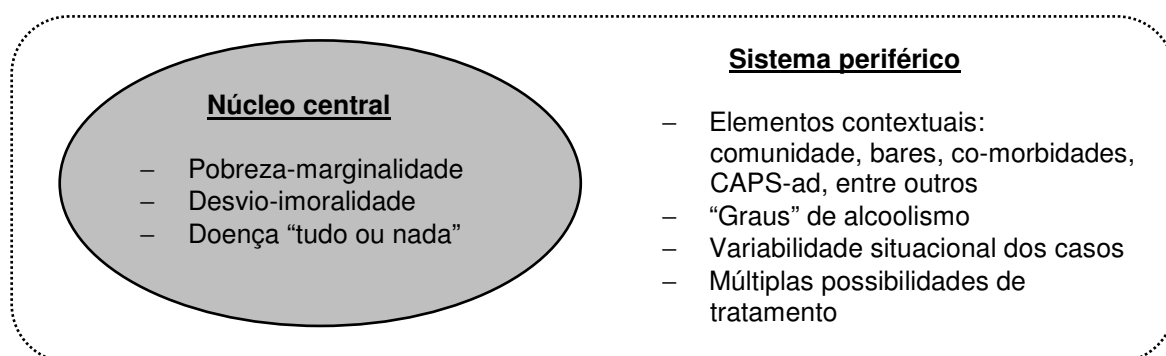 Núcleo central
– Pobreza-marginalidade
– Desvio-imoralidade
– Doença “tudo ou nada”
Sistema periférico
– Elementos contextuais:
comunidade, bares, co-morbidades,
CAPS-ad, entre outros
– “Graus” de alcoolismo
– Variabilidade situacional dos casos
– Múltiplas possibilidades de
tratamento